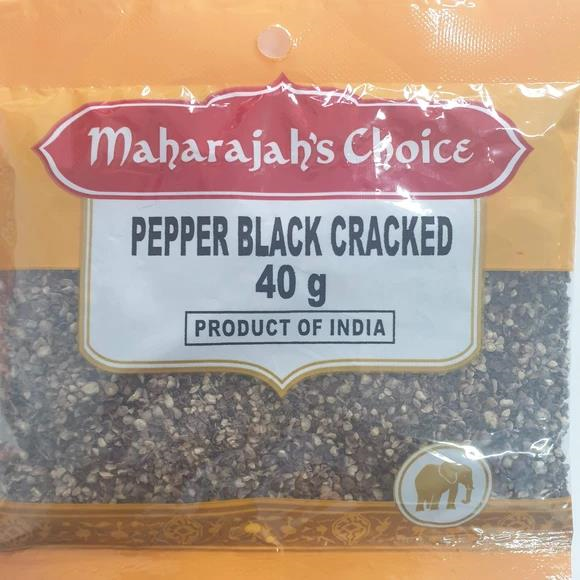 Maharajah's Choice
PEPPER BLACK CRACKED
40 g
PRODUCT OF INDIA